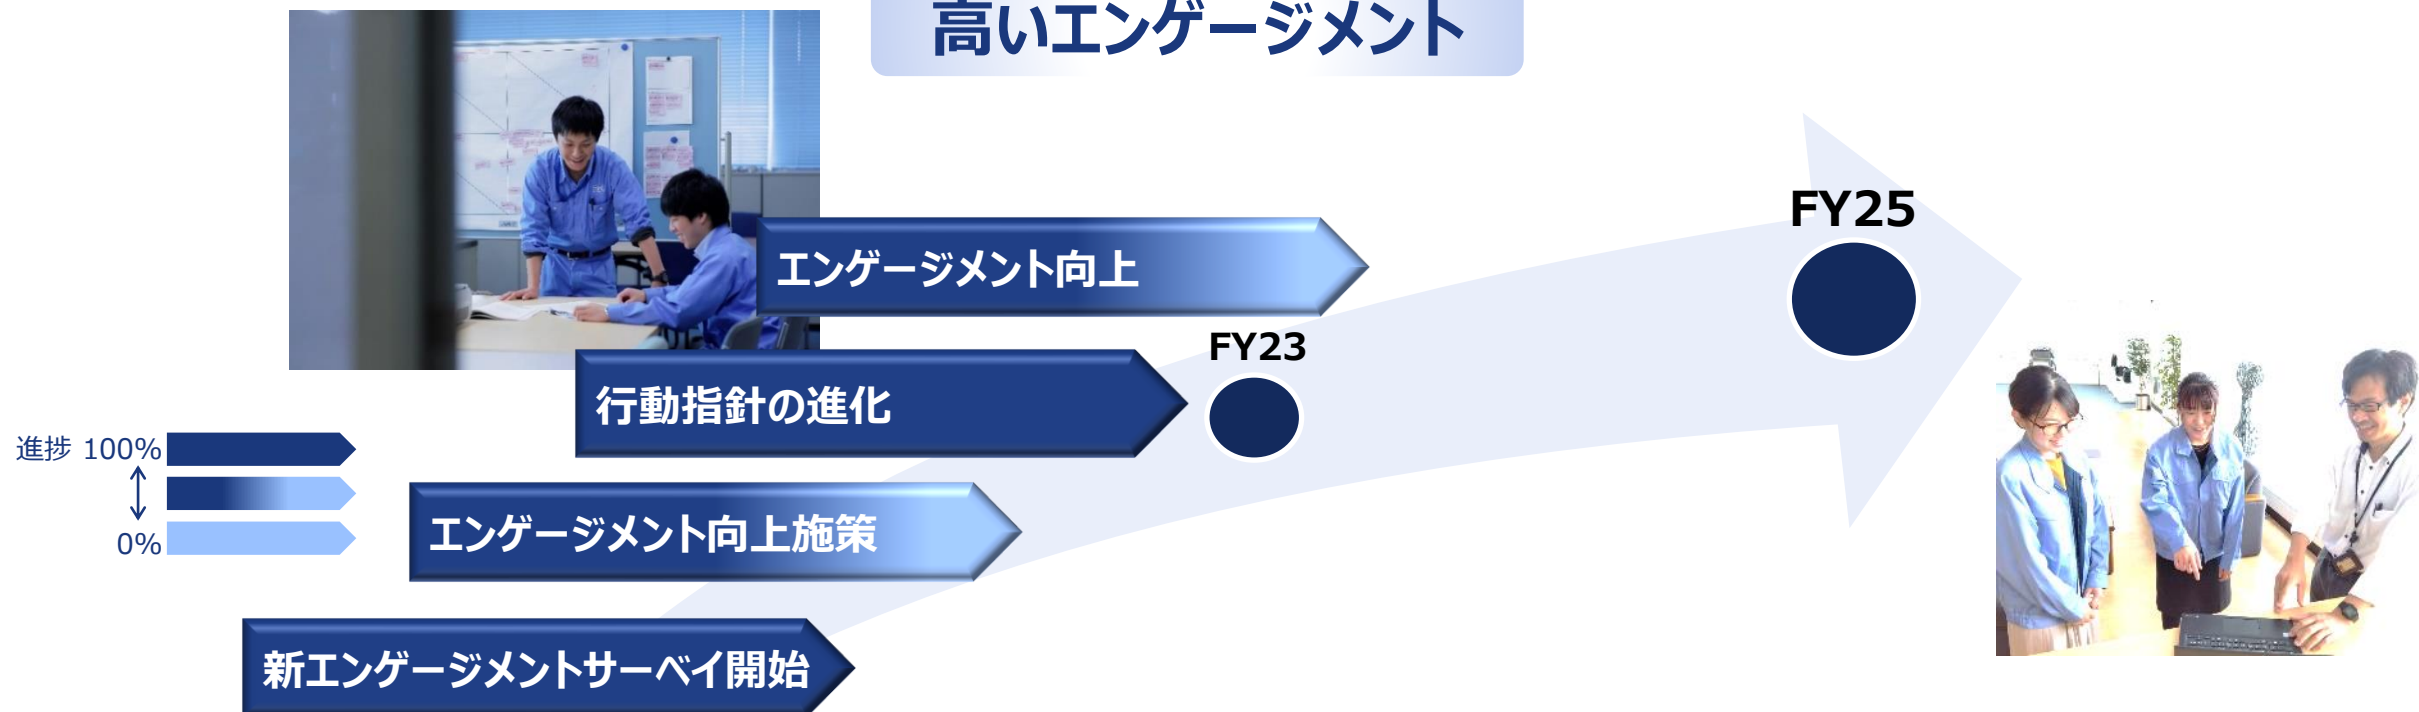 高いエンゲージメント
FY25
エンゲージメント向上
FY23
行動指針の進化
進捗 100%
0%
エンゲージメント向上施策
新エンゲージメントサーベイ開始